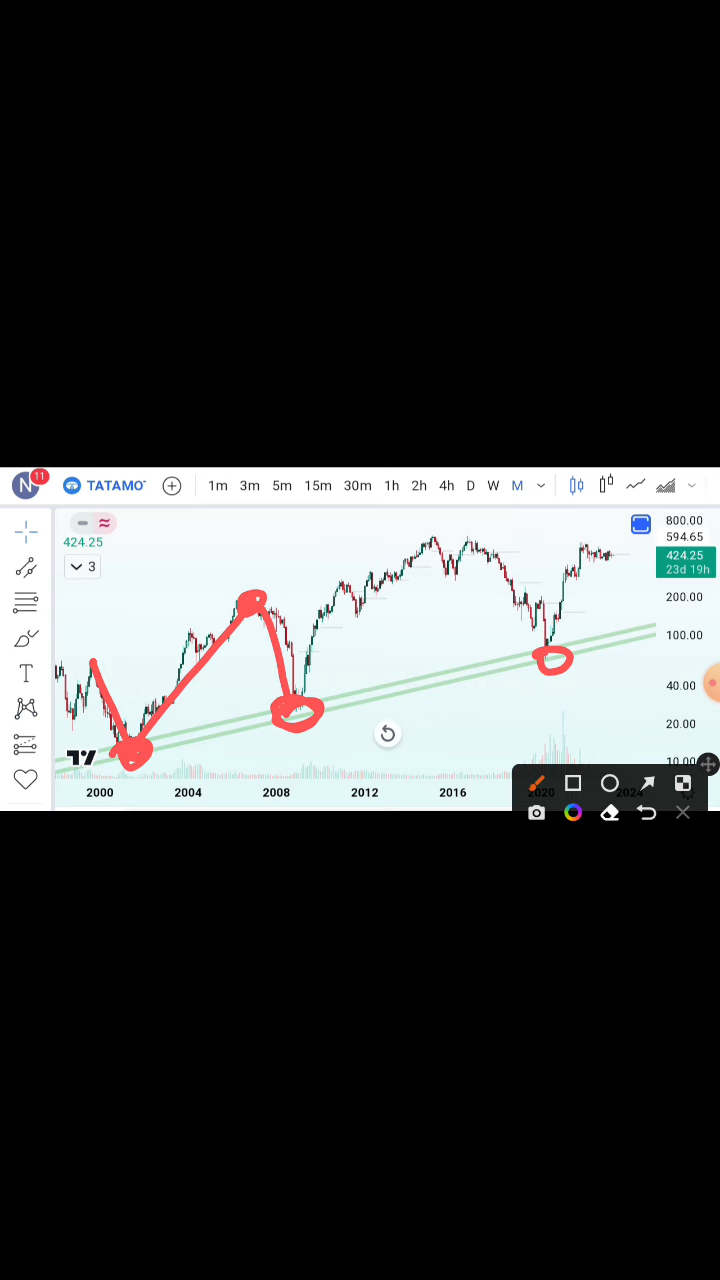 N 11 TATAMO 1m 3m 5m 15m 30m 1h 2h 4h D W M
424.25
3
T
800.00
594.65
424.25
23d 19h
200.00
100.00
40.00
20.00
10.00
2000 2004 2008 2012 2016 2020 2024